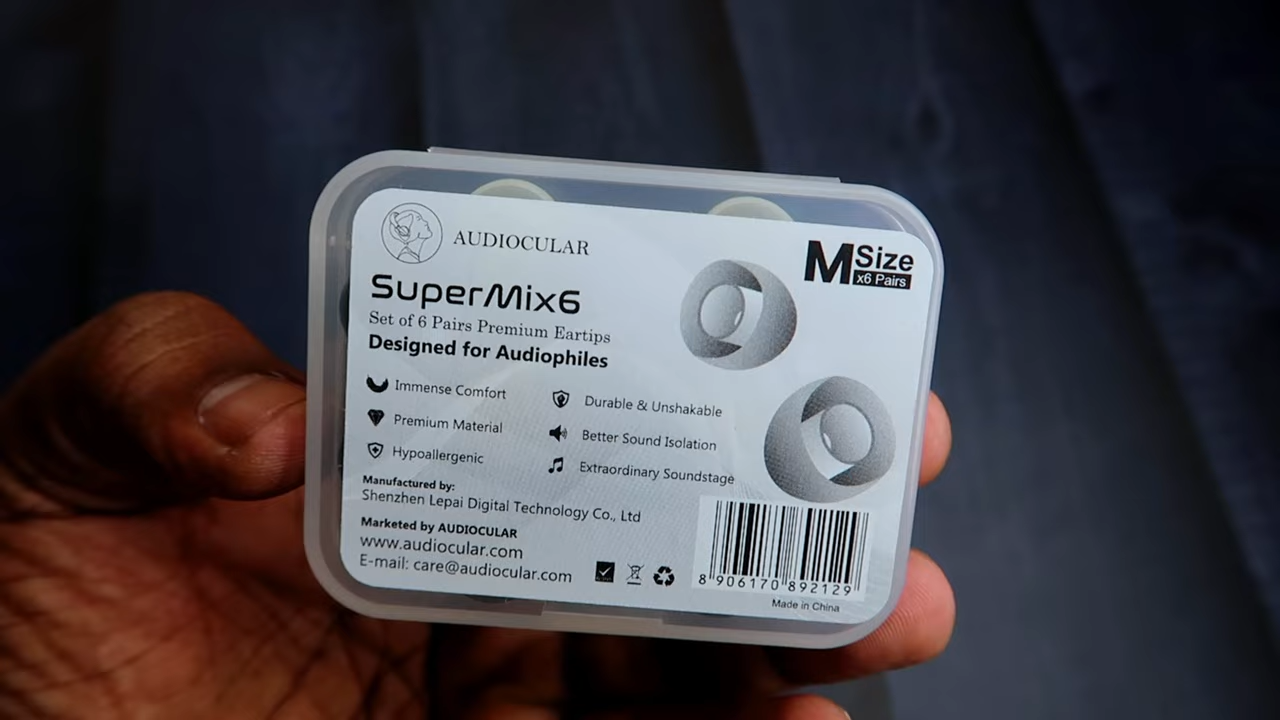 AUDIOCULAR
MSize
x6 Pairs
SuperMix6
Set of 6 Pairs Premium Eartips
Designed for Audiophiles
Immense Comfort
Durable & Unshakable
Premium Material
Better Sound Isolation
Hypoallergenic
Extraordinary Soundstage
Manufactured by:
Shenzhen Lepai Digital Technology Co., Ltd
Marketed by AUDIOCULAR
www.audiocular.com
E-mail: care@audiocular.com
8 906170 892129
Made in China